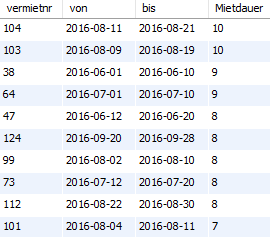 vermietnr von bis Mietdauer
104 2016-08-11 2016-08-21 10
103 2016-08-09 2016-08-19 10
38 2016-06-01 2016-06-10 9
64 2016-07-01 2016-07-10 9
47 2016-06-12 2016-06-20 8
124 2016-09-20 2016-09-28 8
99 2016-08-02 2016-08-10 8
73 2016-07-12 2016-07-20 8
112 2016-08-22 2016-08-30 8
101 2016-08-04 2016-08-11 7